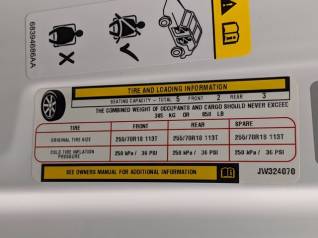 68394686AA
TIRE AND LOADING INFORMATION
SEATING CAPACITY - TOTAL 5 FRONT 2 REAR 3
THE COMBINED WEIGHT OF OCCUPANTS AND CARGO SHOULD NEVER EXCEED
385 KG OR 850 LB
TIRE FRONT REAR SPARE
ORIGINAL TIRE SIZE 255/70R18 113T 255/70R18 113T 255/70R18 113T
COLD TIRE INFLATION PRESSURE 250 kPa / 36 PSI 250 kPa / 36 PSI 250 kPa / 36 PSI
SEE OWNERS MANUAL FOR ADDITIONAL INFORMATION
JW324070